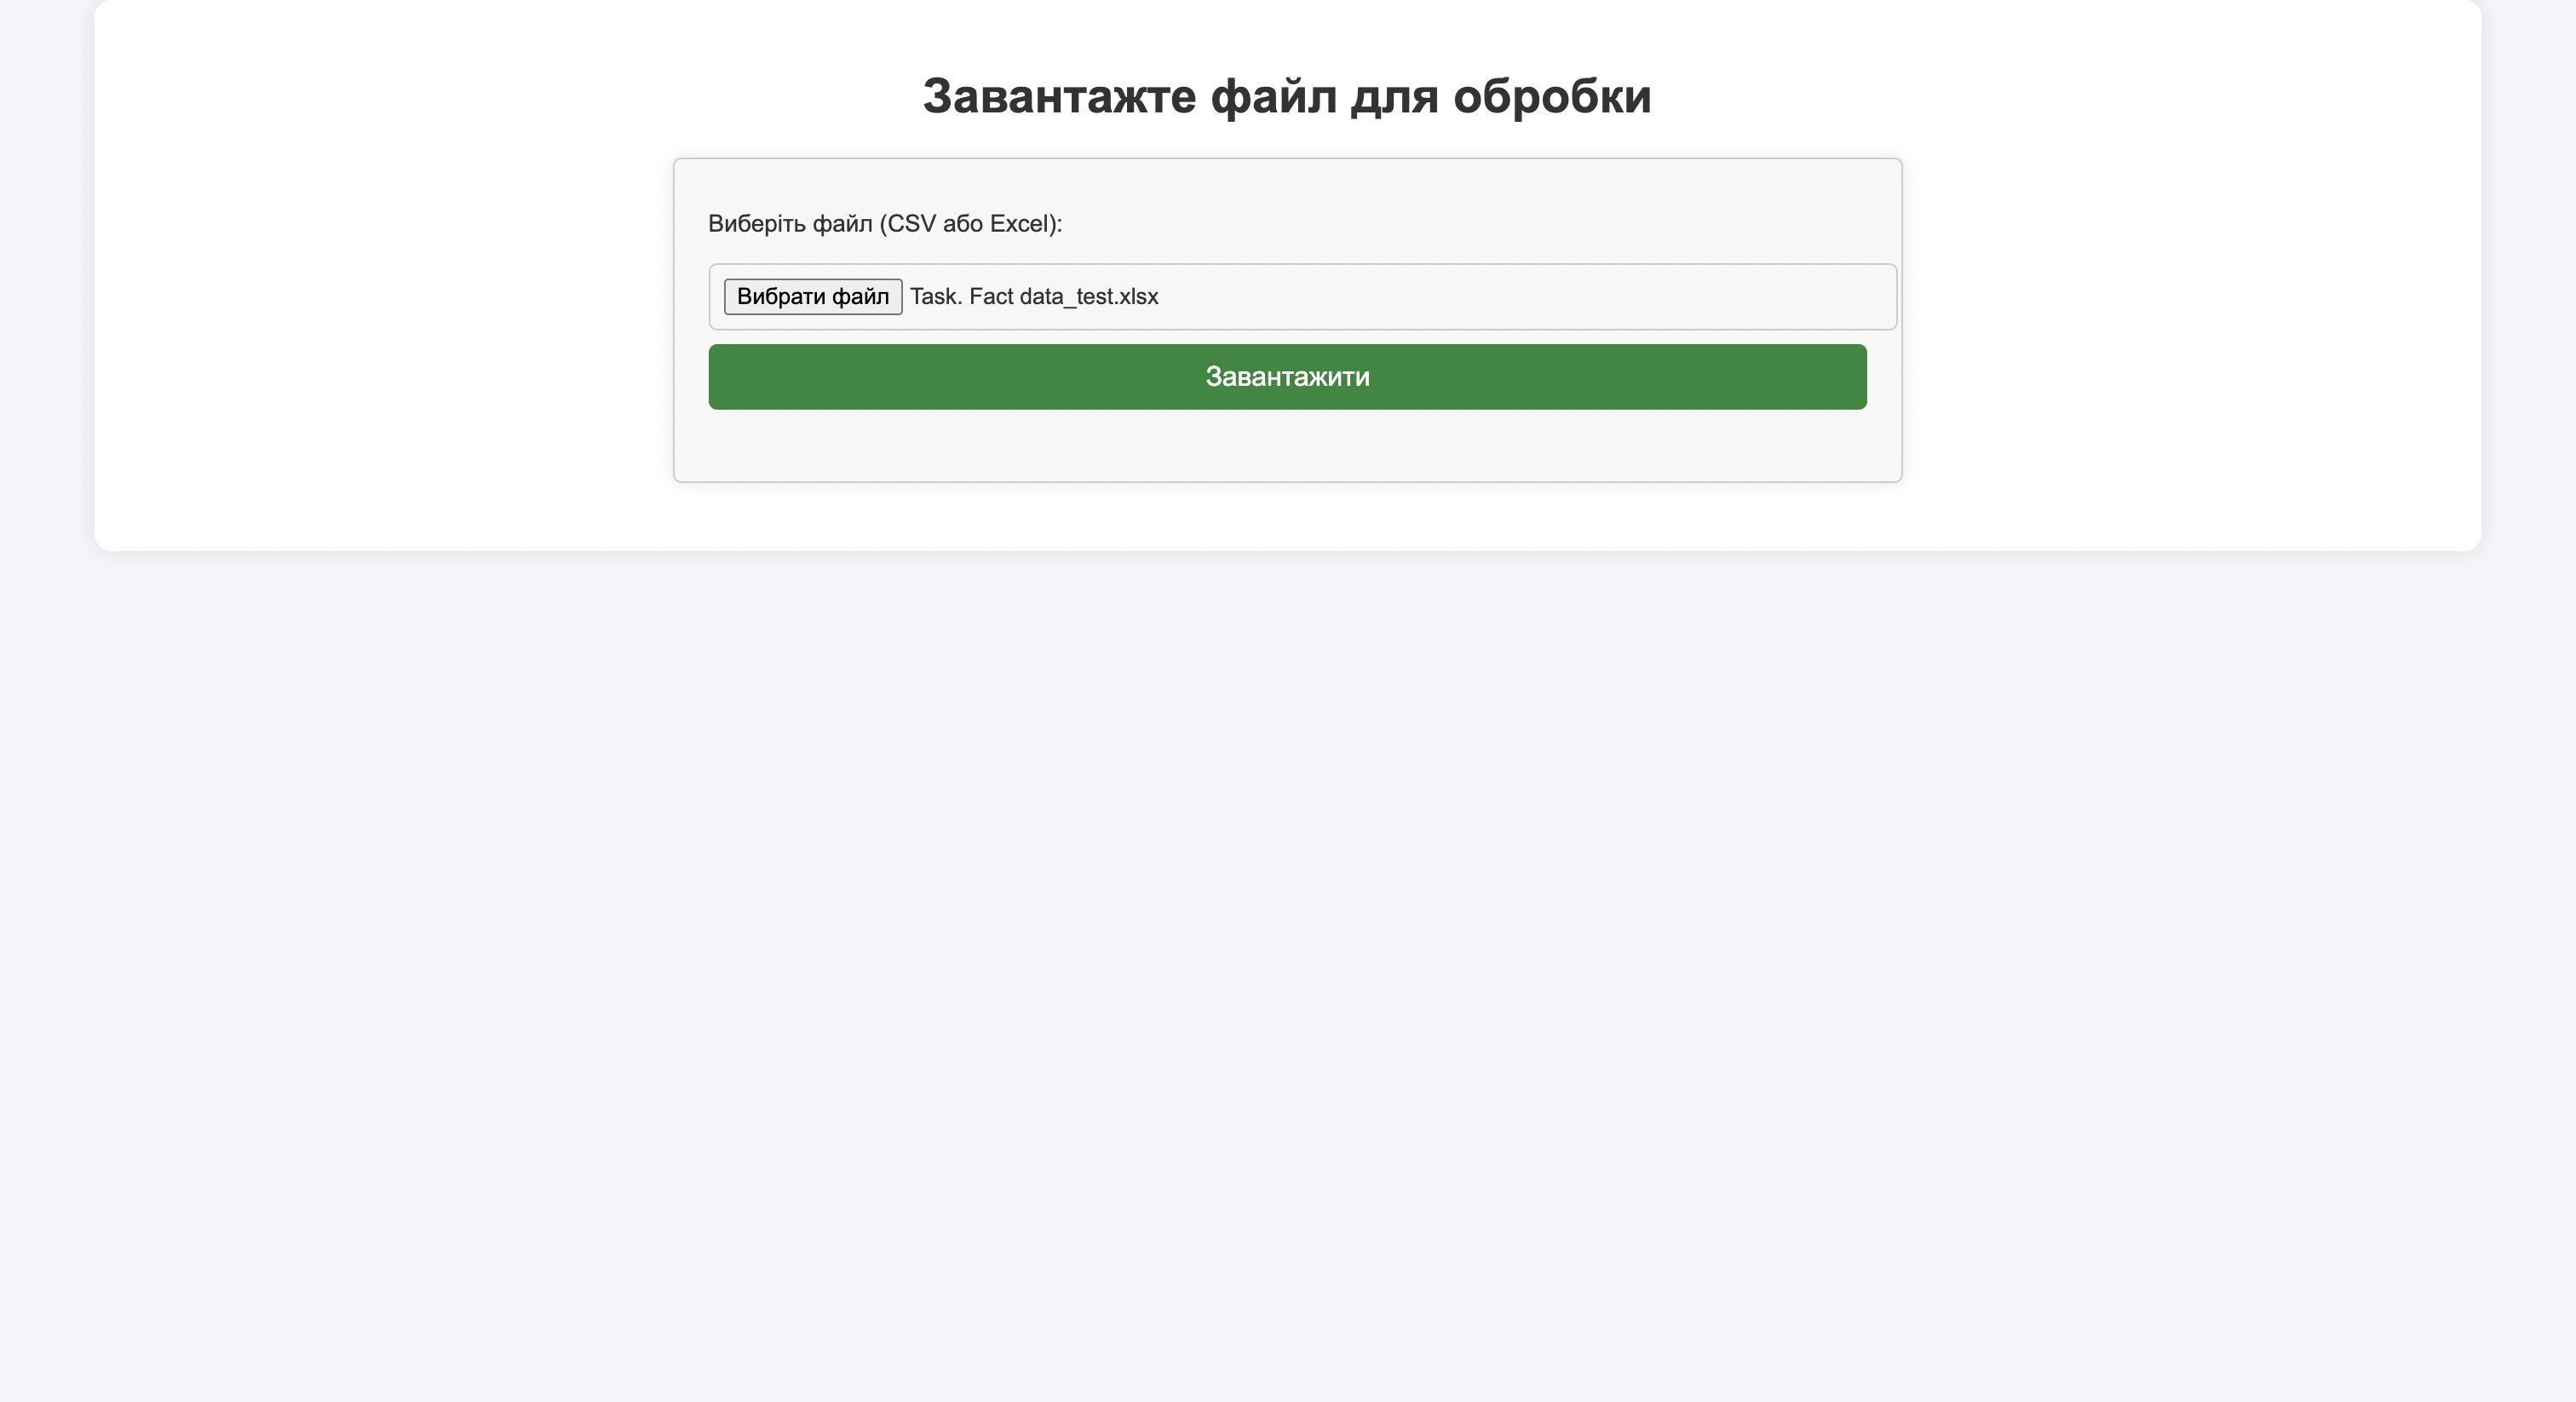 Завантажте файл для обробки
Виберіть файл (CSV або Excel):
Вибрати файл Task. Fact data_test.xlsx
Завантажити